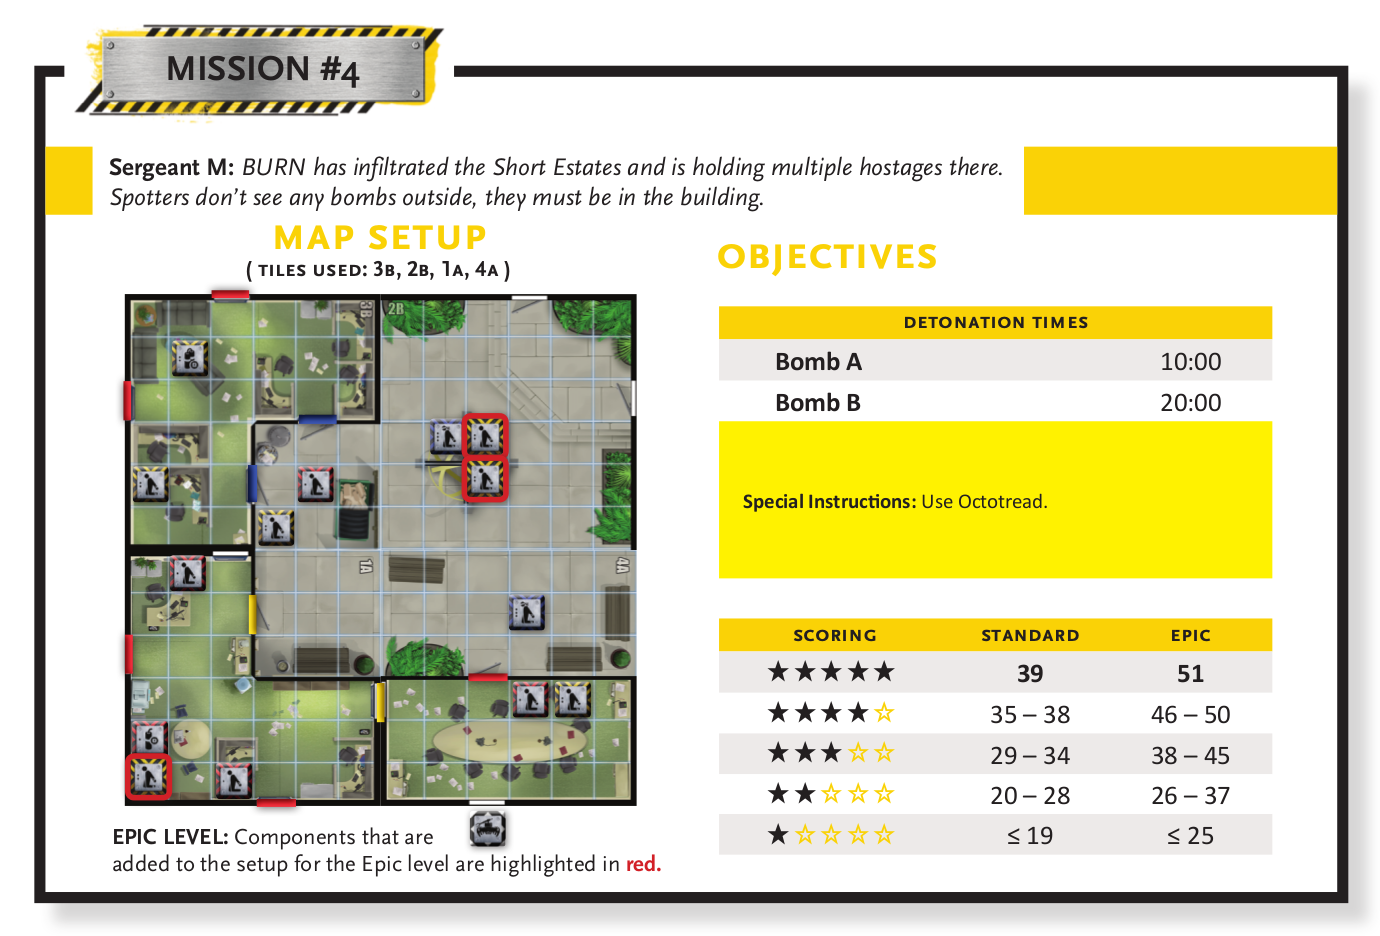 MISSION #4
Sergeant M: BURN has infiltrated the Short Estates and is holding multiple hostages there.
Spotters don't see any bombs outside, they must be in the building.
MAP SETUP
( TILES USED: 3B, 2B, 1A, 4A )
3B
2B
1A
4A
EPIC LEVEL: Components that are
added to the setup for the Epic level are highlighted in red.
OBJECTIVES
DETONATION TIMES
Bomb A 10:00
Bomb B 20:00
Special Instructions: Use Octotread.
SCORING STANDARD EPIC
★★★★★ 39 51
★★★★☆ 35 – 38 46 – 50
★★★☆☆ 29 – 34 38 – 45
★★☆☆☆ 20 – 28 26 – 37
★☆☆☆☆ ≤ 19 ≤ 25